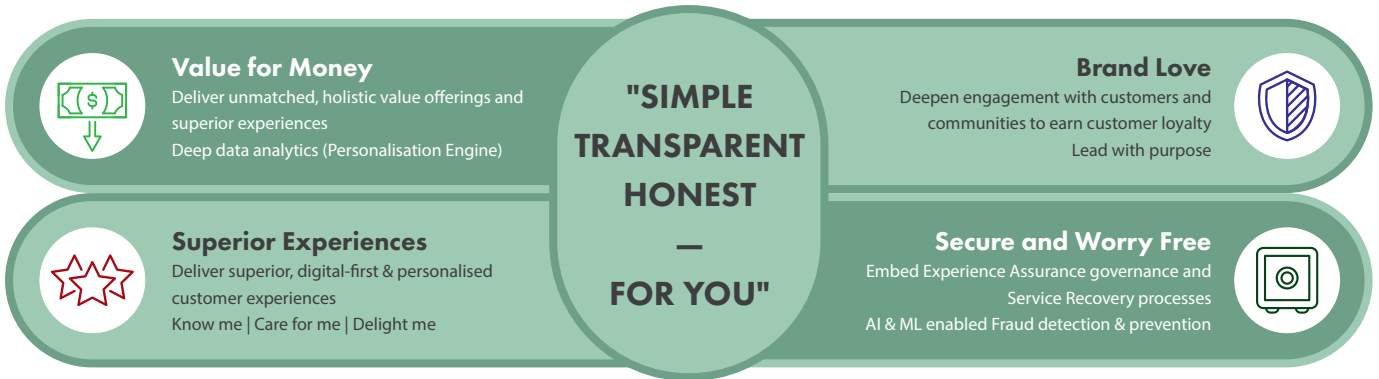 Value for Money
Deliver unmatched, holistic value offerings and
superior experiences
Deep data analytics (Personalisation Engine)
Superior Experiences
Deliver superior, digital-first & personalised
customer experiences
Know me | Care for me | Delight me
"SIMPLE
TRANSPARENT
HONEST
—
FOR YOU"
Brand Love
Deepen engagement with customers and
communities to earn customer loyalty
Lead with purpose
Secure and Worry Free
Embed Experience Assurance governance and
Service Recovery processes
AI & ML enabled Fraud detection & prevention